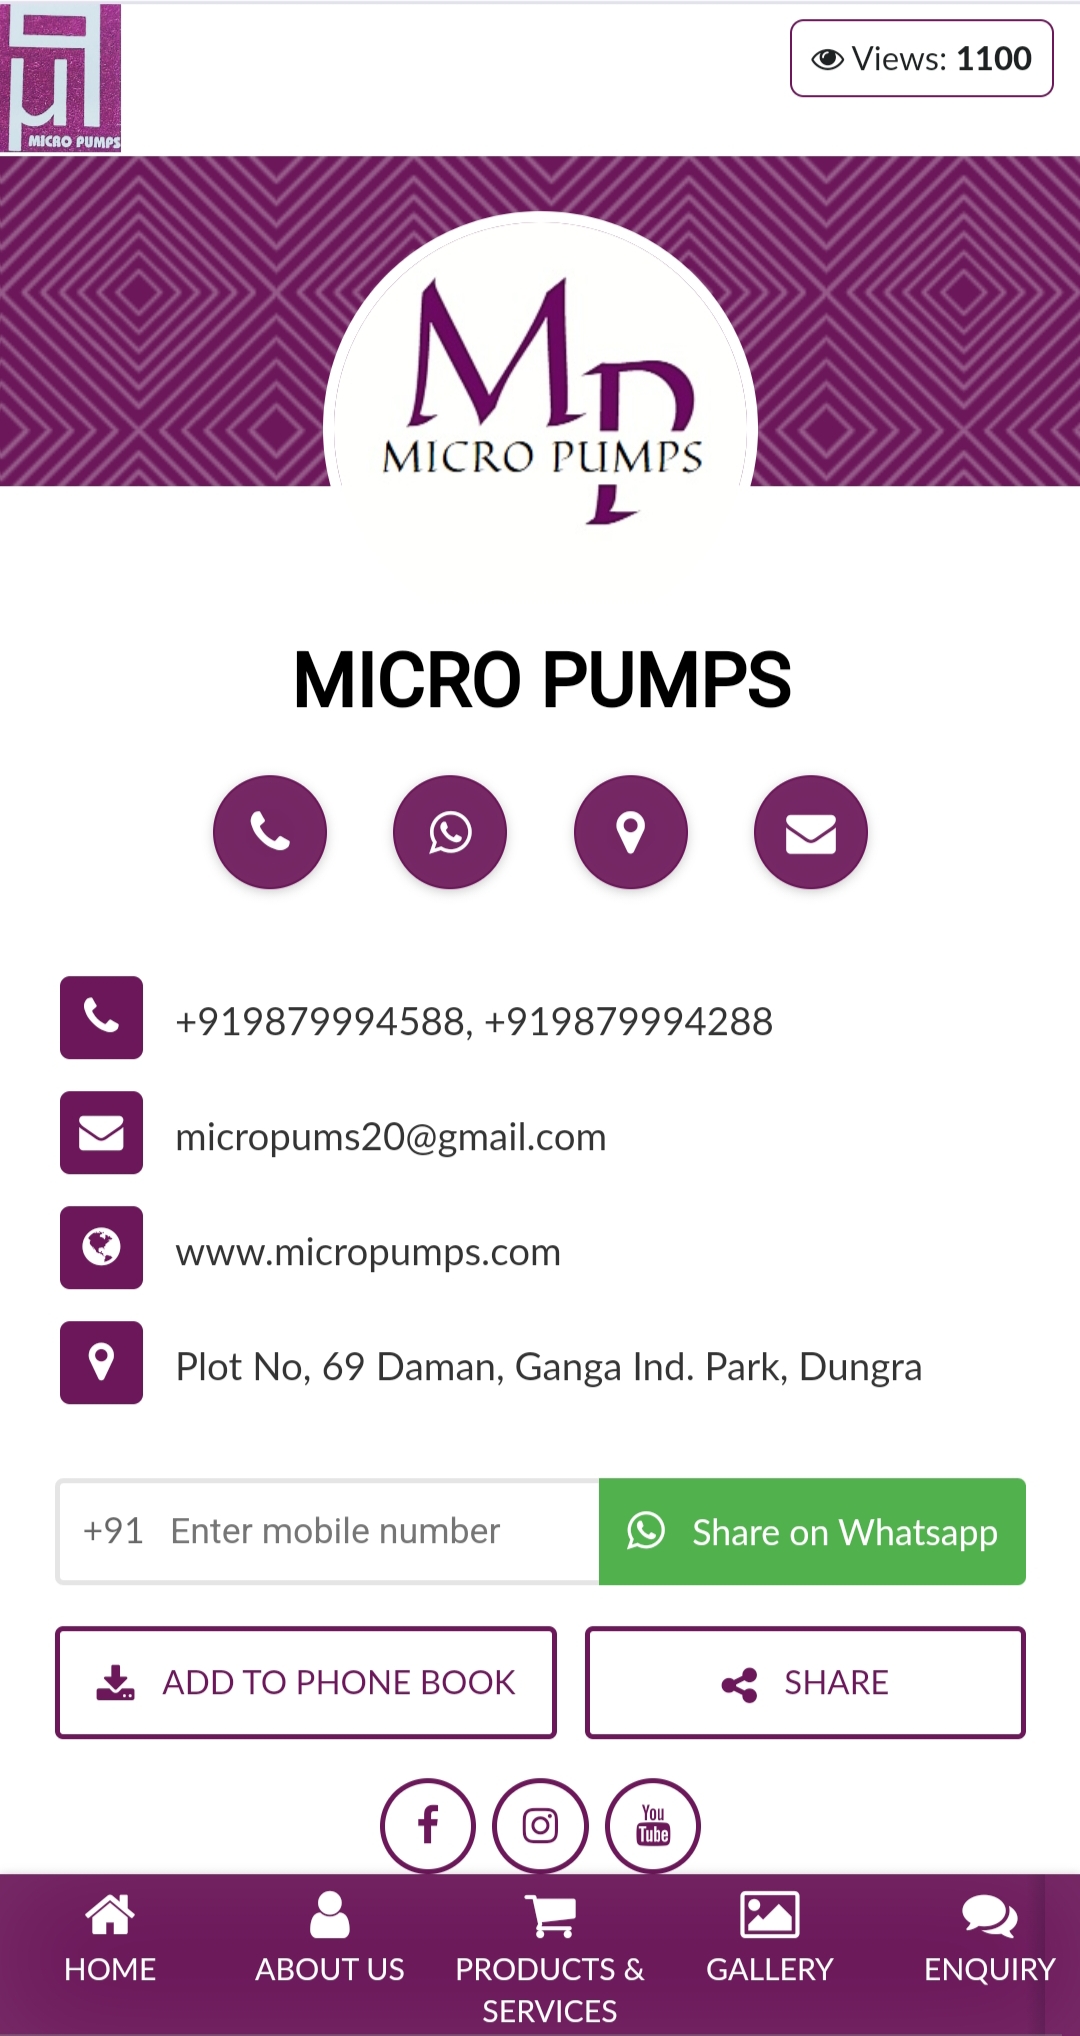 MICRO PUMPS
Views: 1100
MP
MICRO PUMPS
MICRO PUMPS
+919879994588, +919879994288
micropums20@gmail.com
www.micropumps.com
Plot No, 69 Daman, Ganga Ind. Park, Dungra
+91 Enter mobile number
Share on Whatsapp
ADD TO PHONE BOOK
SHARE
You
Tube
HOME
ABOUT US
PRODUCTS &
SERVICES
GALLERY
ENQUIRY